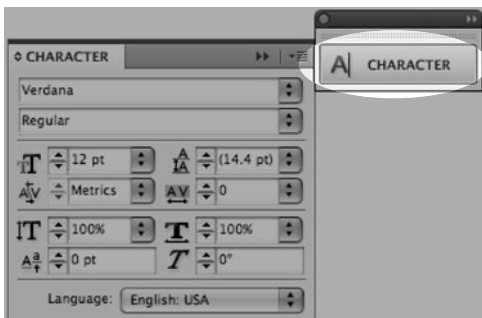 CHARACTER
A| CHARACTER
Verdana
Regular
12 pt (14.4 pt)
Metrics 0
100% 100%
0 pt 0°
Language: English: USA